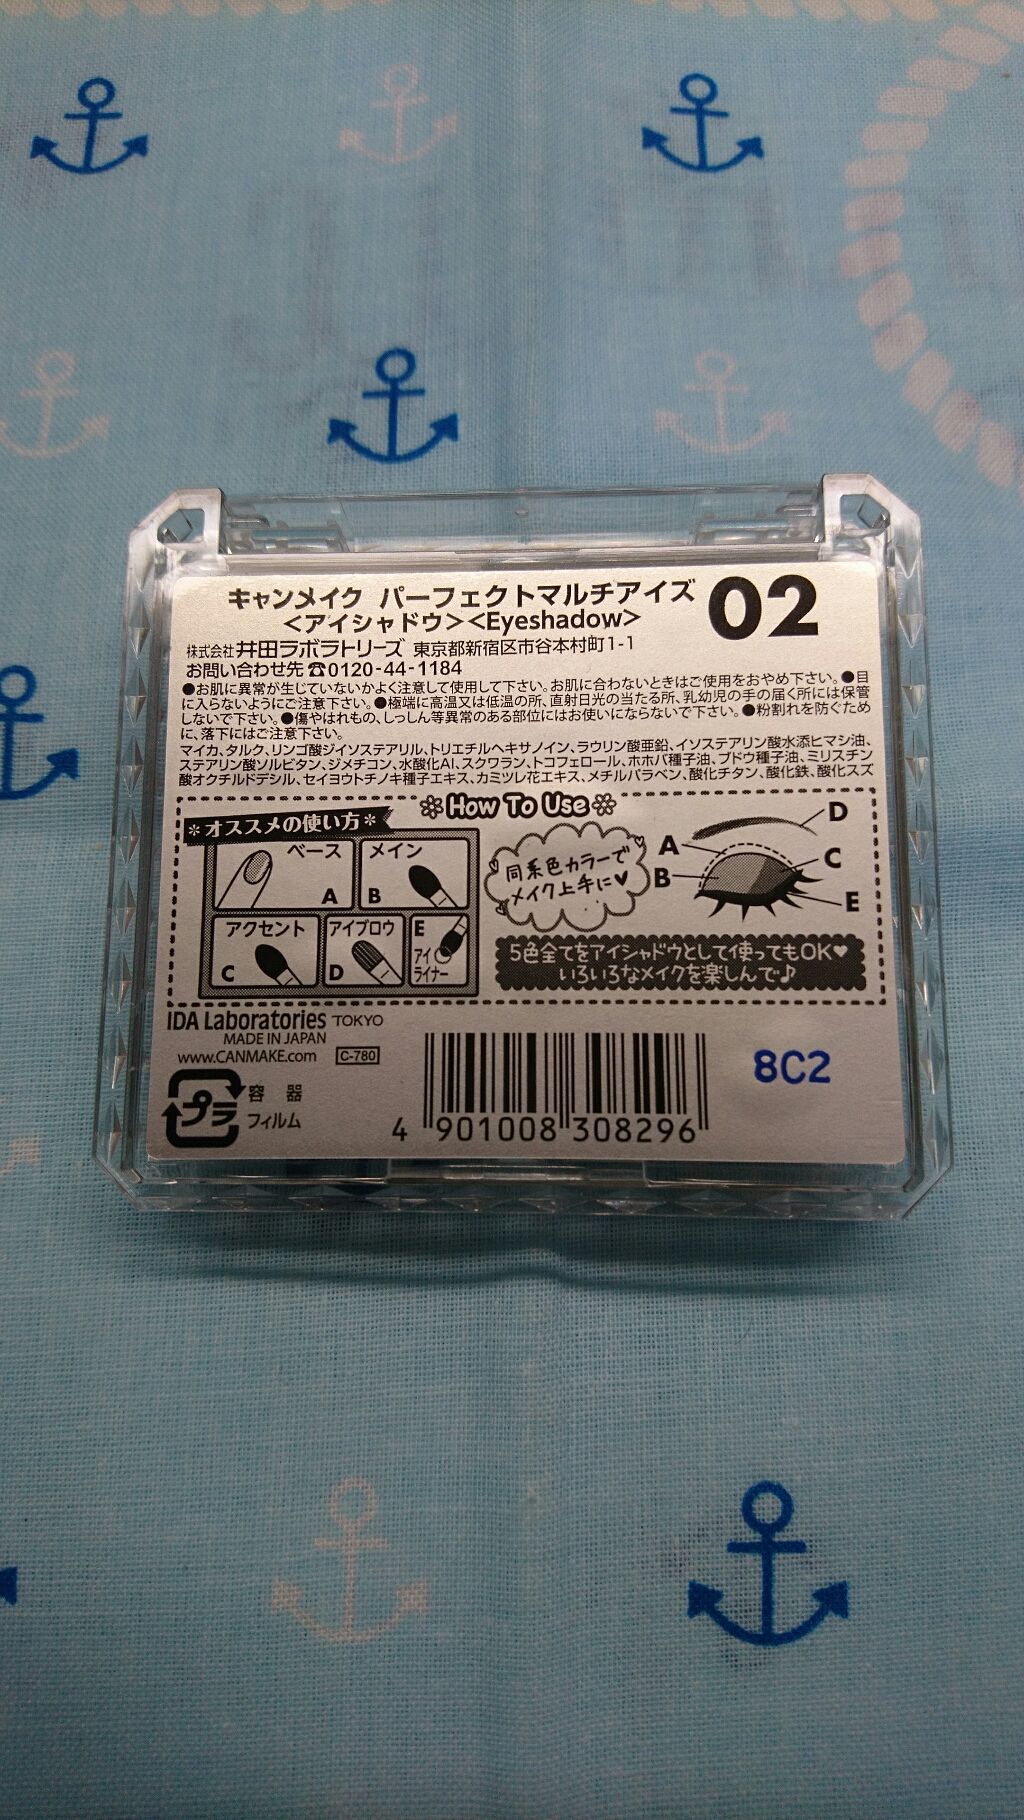 キャンメイク パーフェクトマルチアイズ
<アイシャドウ><Eyeshadow>
02
株式会社 井田ラボラトリーズ 東京都新宿区市谷本村町1-1
お問い合わせ先☎0120-44-1184
●お肌に異常が生じていないかよく注意して使用して下さい。お肌に合わないときはご使用をおやめ下さい。●目
に入らないようにご注意下さい。●極端に高温又は低温の所、直射日光の当たる所、乳幼児の手の届く所には保管
しないで下さい。●傷やはれもの、しっしん等異常のある部位にはお使いにならないで下さい。●粉割れを防ぐため
に、落下にはご注意下さい。
マイカ、タルク、リンゴ酸ジイソステアリル、トリエチルヘキサノイン、ラウリン酸亜鉛、イソステアリン酸水添ヒマシ油、
ステアリン酸ソルビタン、ジメチコン、水酸化Al、スクワラン、トコフェロール、ホホバ種子油、ブドウ種子油、ミリスチン
酸オクチルドデシル、セイヨウトチノキ種子エキス、カミツレ花エキス、メチルパラベン、酸化チタン、酸化鉄、酸化スズ
How To Use
*オススメの使い方*
ベース
A
メイン
B
アクセント
C
アイブロウ
D
E
アイ
ライナー
同系色カラーで
メイク上手に♥
A
B
D
C
E
5色全てをアイシャドウとして使ってもOK♥
いろいろなメイクを楽しんで♪
IDA Laboratories TOKYO
MADE IN JAPAN
www.CANMAKE.com C-780
プラ
容器
フィルム
4 901008 308296
8C2